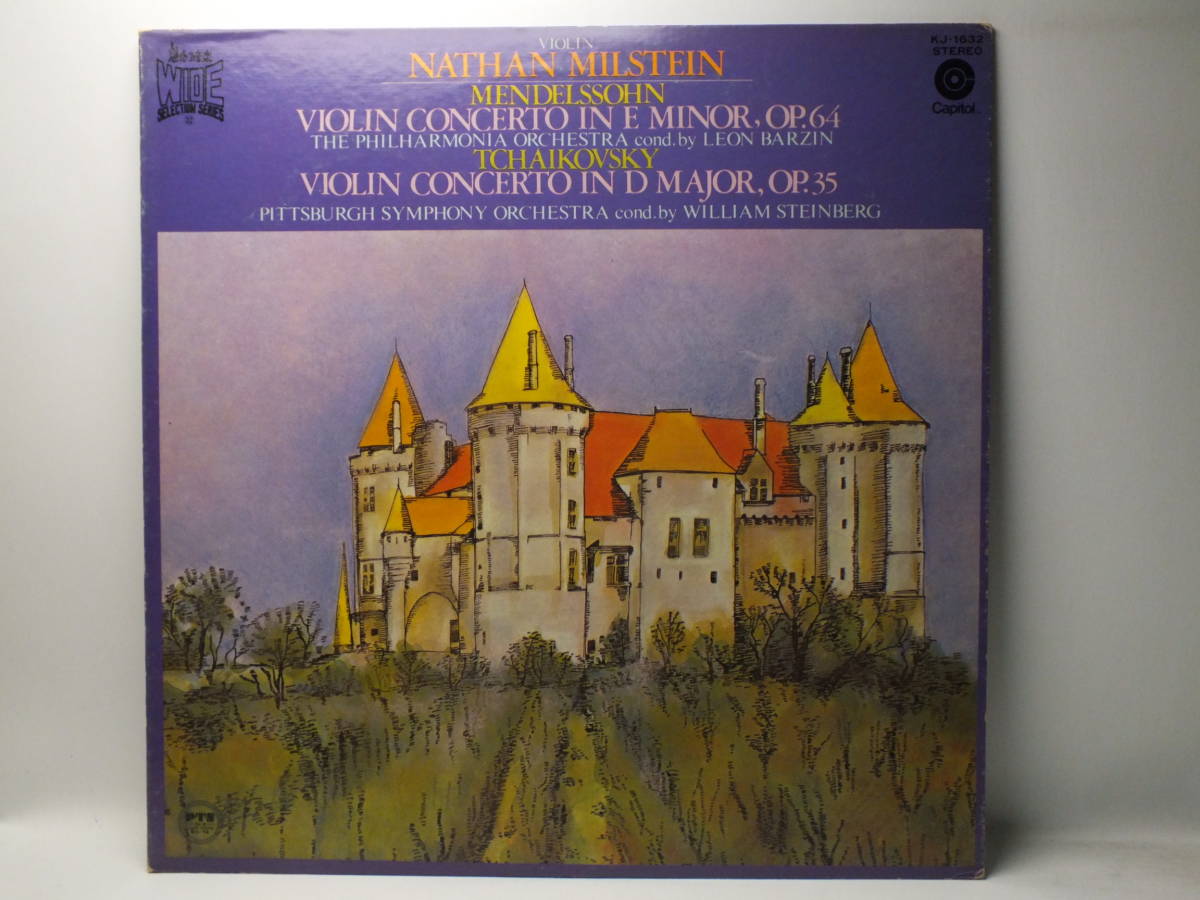 VIOLIN
NATHAN MILSTEIN
MENDELSSOHN
VIOLIN CONCERTO IN E MINOR, OP.64
THE PHILHARMONIA ORCHESTRA cond. by LEON BARZIN
TCHAIKOVSKY
VIOLIN CONCERTO IN D MAJOR, OP.35
PITTSBURGH SYMPHONY ORCHESTRA cond. by WILLIAM STEINBERG
WIDE
SELECTION SERIES
KJ-1632
STEREO
Capitol
PTS